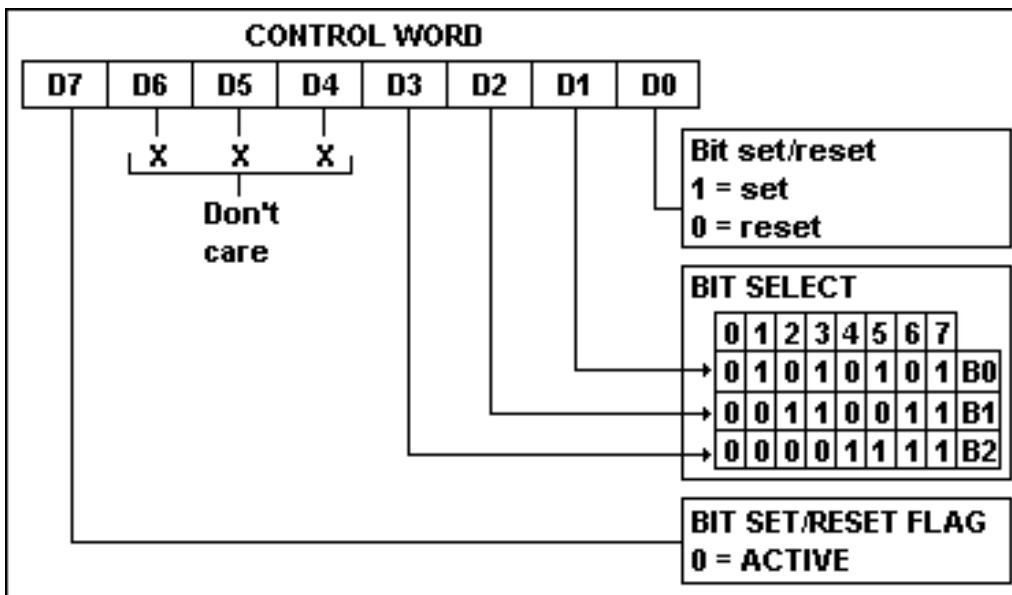 CONTROL WORD
D7 D6 D5 D4 D3 D2 D1 D0
X X X
Don't
care
Bit set/reset
1 = set
0 = reset
BIT SELECT
0 1 2 3 4 5 6 7
0 1 0 1 0 1 0 1 B0
0 0 1 1 0 0 1 1 B1
0 0 0 0 1 1 1 1 B2
BIT SET/RESET FLAG
0 = ACTIVE